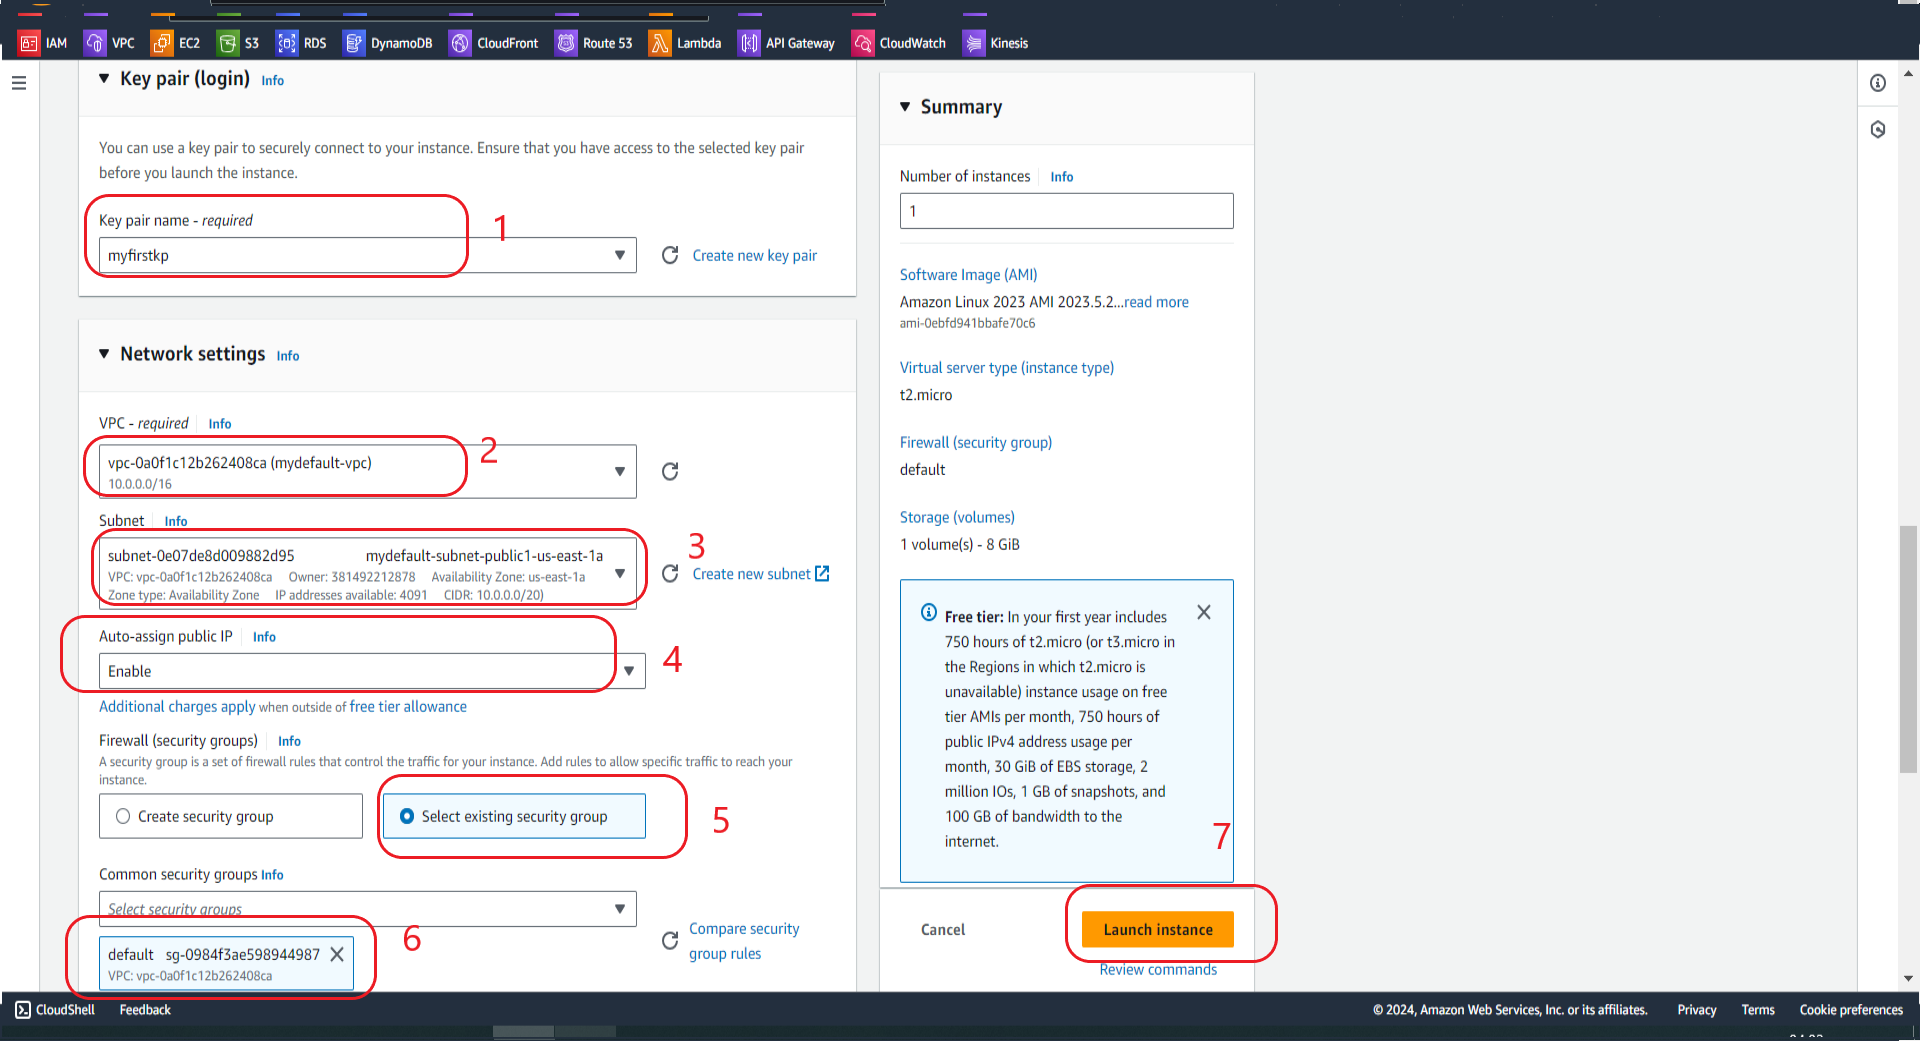 IAM VPC EC2 S3 RDS DynamoDB CloudFront Route 53 Lambda API Gateway CloudWatch Kinesis
Key pair (login) Info
You can use a key pair to securely connect to your instance. Ensure that you have access to the selected key pair
before you launch the instance.
Key pair name - required
1
myfirstkp
Create new key pair
Network settings Info
VPC - required Info
2
vpc-0a0f1c12b262408ca (mydefault-vpc)
10.0.0.0/16
Subnet Info
3
subnet-0e07de8d009882d95 mydefault-subnet-public1-us-east-1a
VPC: vpc-0a0f1c12b262408ca Owner: 381492212878 Availability Zone: us-east-1a
Zone type: Availability Zone IP addresses available: 4091 CIDR: 10.0.0.0/20)
Create new subnet
Auto-assign public IP Info
4
Enable
Additional charges apply when outside of free tier allowance
Firewall (security groups) Info
A security group is a set of firewall rules that control the traffic for your instance. Add rules to allow specific traffic to reach your
instance.
Create security group
Select existing security group
5
Common security groups Info
Select security groups
6
default sg-0984f3ae598944987
VPC: vpc-0a0f1c12b262408ca
Compare security
group rules
Summary
Number of instances Info
1
Software Image (AMI)
Amazon Linux 2023 AMI 2023.5.2...read more
ami-0ebfd941bbafe70c6
Virtual server type (instance type)
t2.micro
Firewall (security group)
default
Storage (volumes)
1 volume(s) - 8 GiB
Free tier: In your first year includes
750 hours of t2.micro (or t3.micro in
the Regions in which t2.micro is
unavailable) instance usage on free
tier AMIs per month, 750 hours of
public IPv4 address usage per
month, 30 GiB of EBS storage, 2
million IOs, 1 GB of snapshots, and
100 GB of bandwidth to the
internet.
7
Cancel
Launch instance
Review commands
CloudShell Feedback
© 2024, Amazon Web Services, Inc. or its affiliates. Privacy Terms Cookie preferences